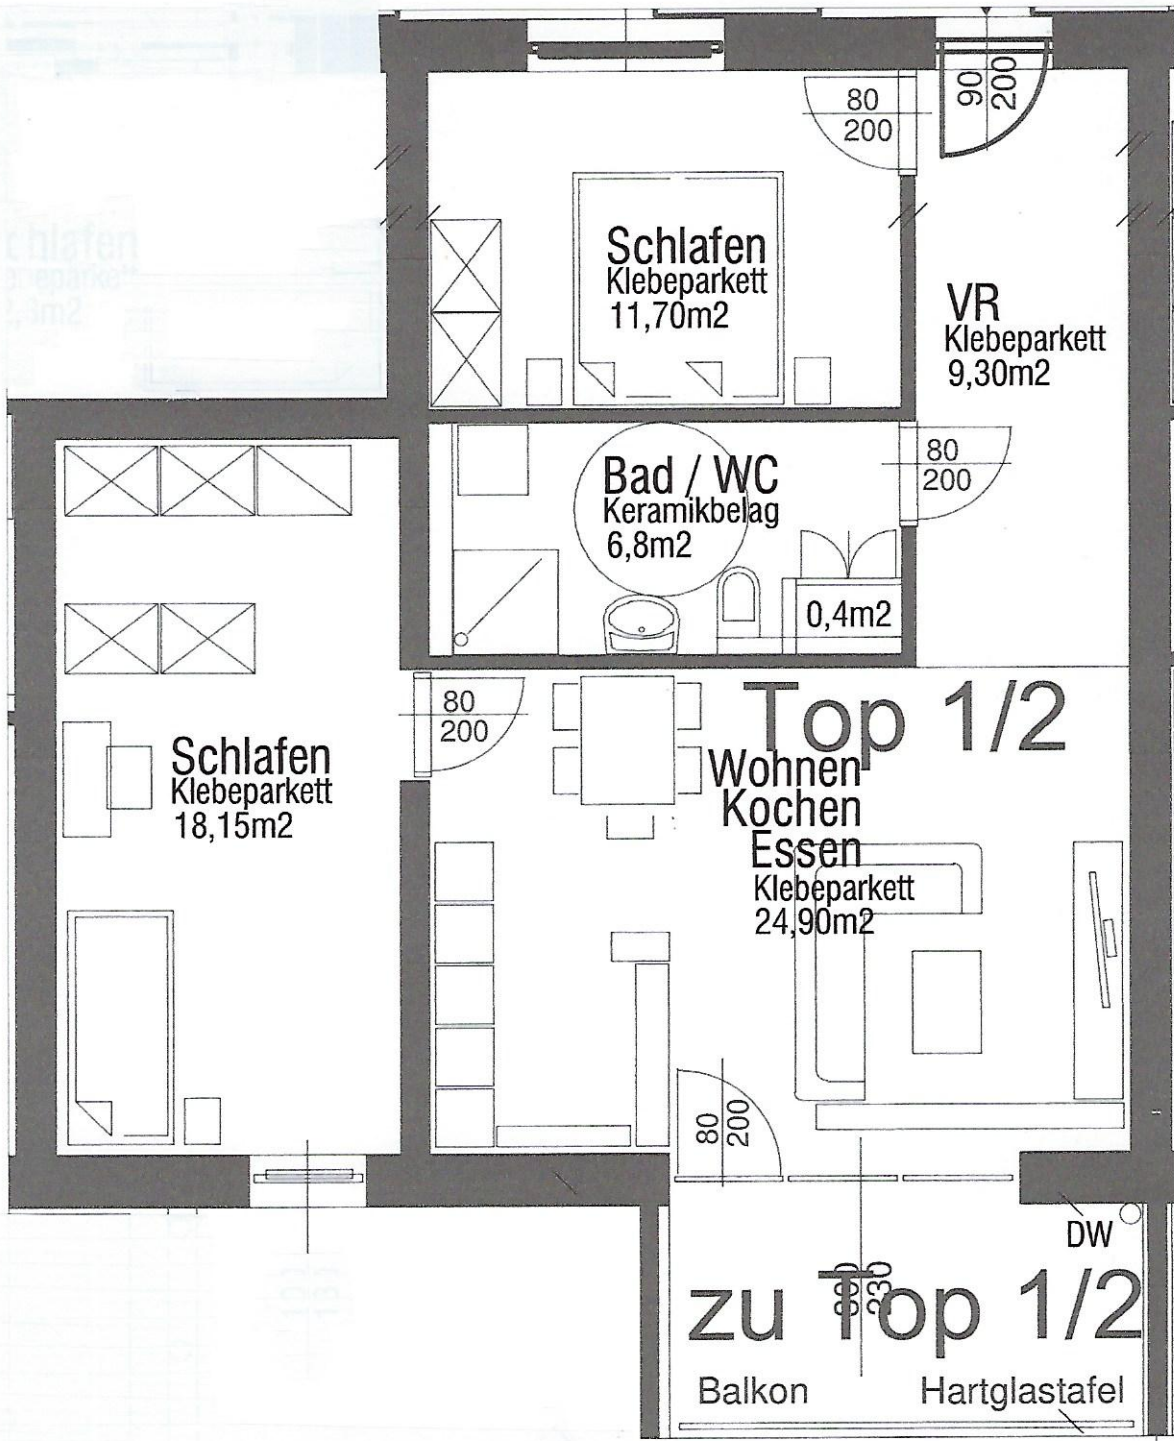 90
200
80
200
Schlafen
Klebeparkett
11,70m2
VR
Klebeparkett
9,30m2
80
200
Bad / WC
Keramikbelag
6,8m2
0,4m2
80
200
Top 1/2
Schlafen
Klebeparkett
18,15m2
Wohnen
Kochen
Essen
Klebeparkett
24,90m2
80
200
DW
230
zu Top 1/2
Balkon
Hartglastafel